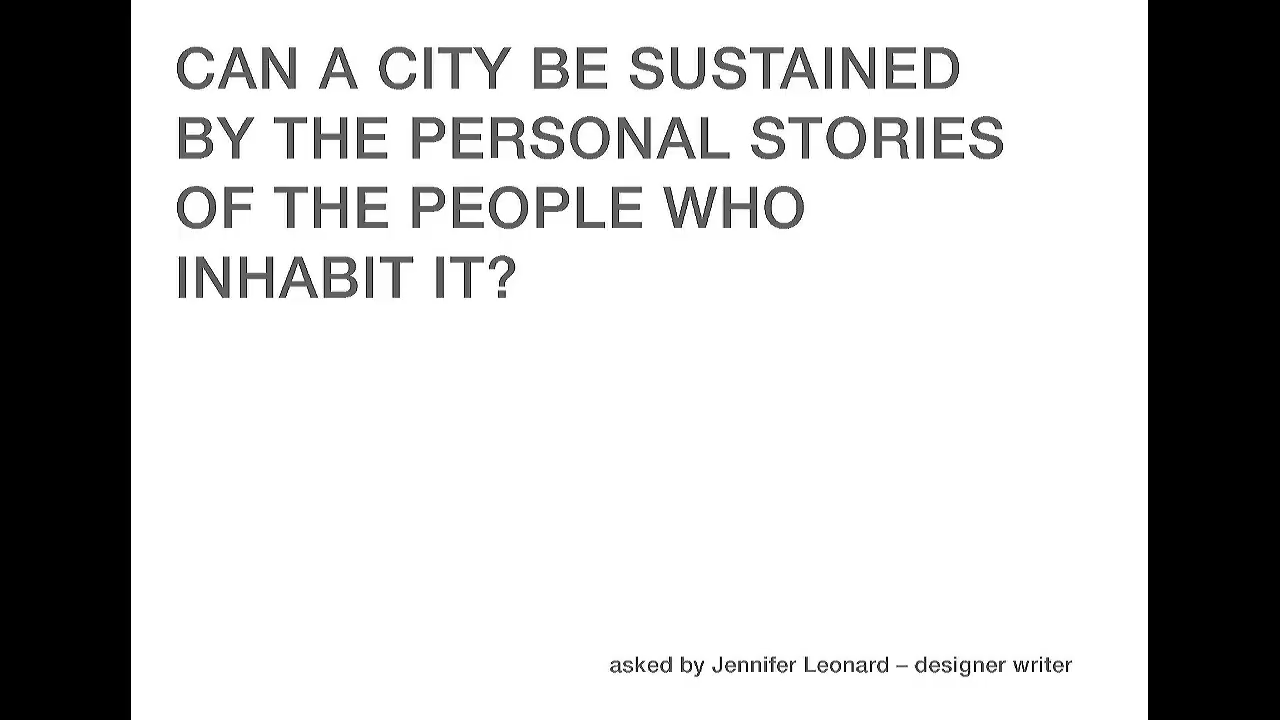 CAN A CITY BE SUSTAINED
BY THE PERSONAL STORIES
OF THE PEOPLE WHO
INHABIT IT?
asked by Jennifer Leonard – designer writer